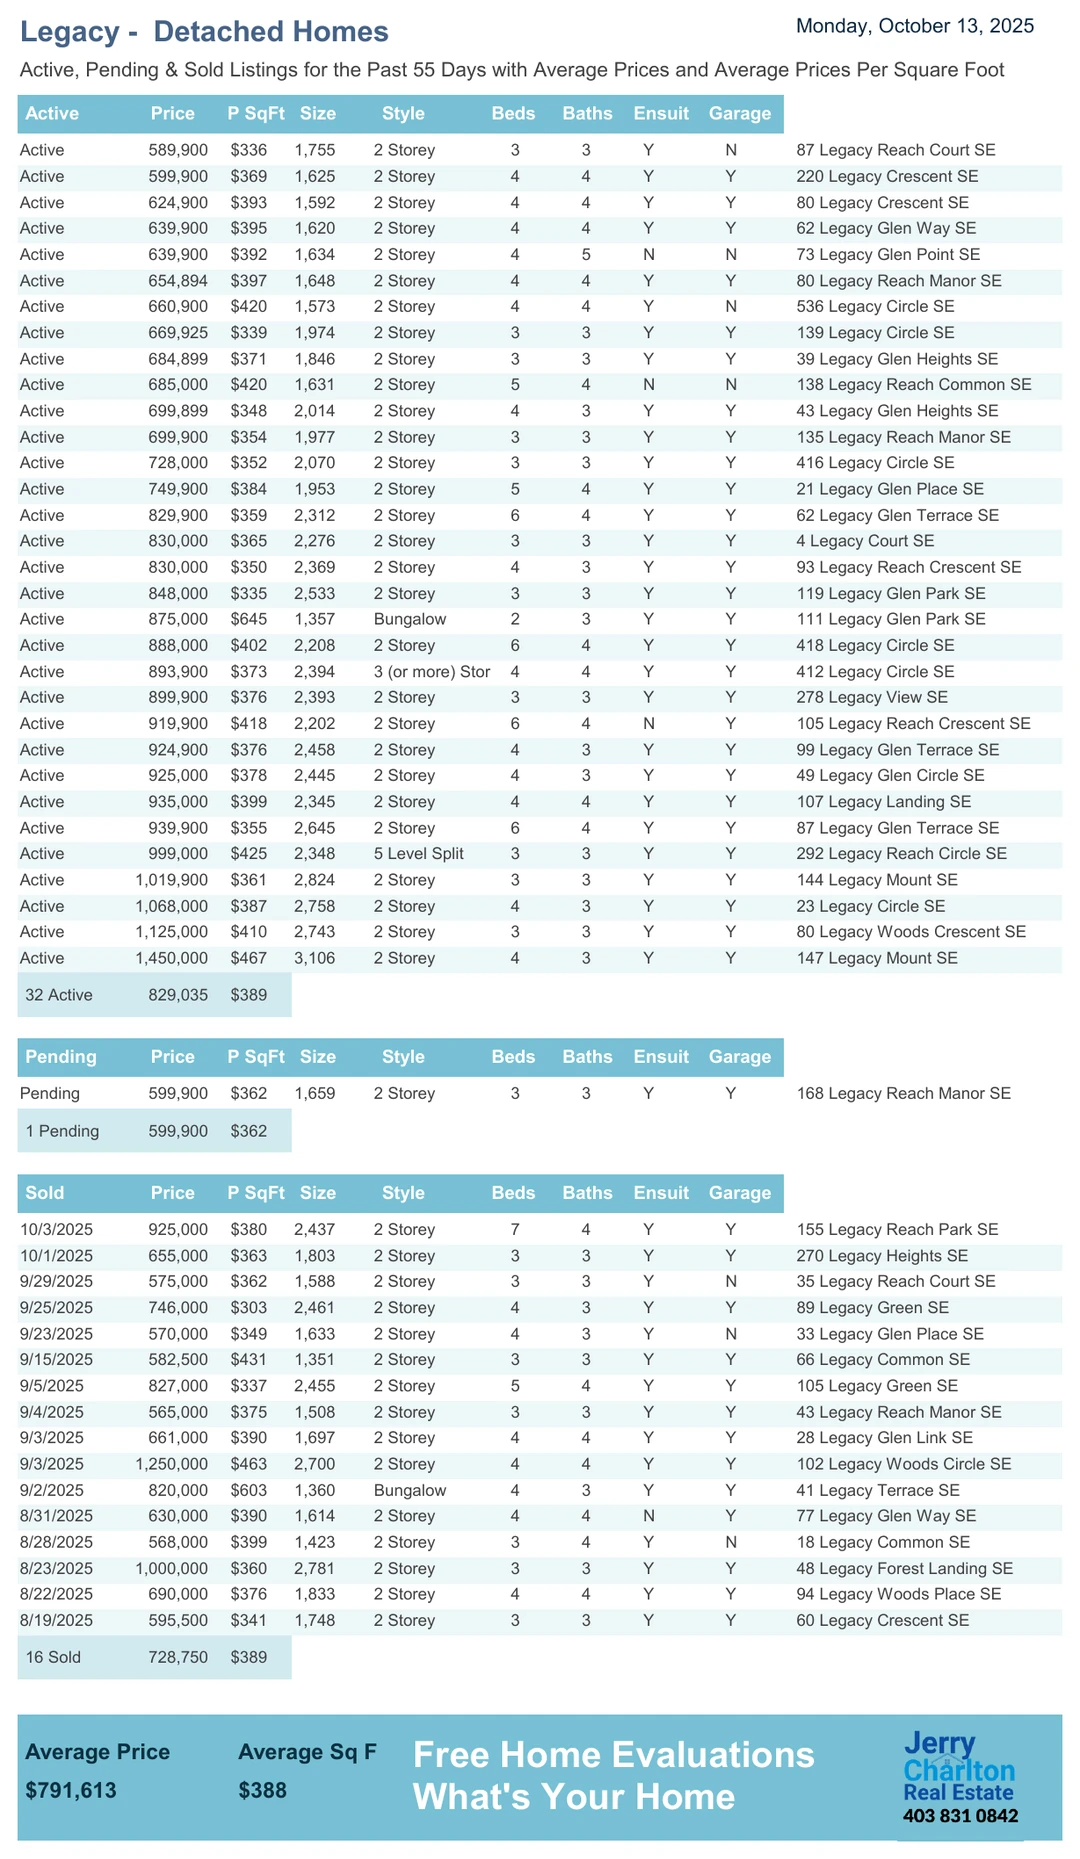 Legacy -  Detached Homes
Monday, October 13, 2025
Active, Pending & Sold Listings for the Past 55 Days with Average Prices and Average Prices Per Square Foot
Active Price P SqFt Size Style Beds Baths Ensuit Garage
Active 589,900 $336 1,755 2 Storey 3 3 Y N 87 Legacy Reach Court SE
Active 599,900 $369 1,625 2 Storey 4 4 Y Y 220 Legacy Crescent SE
Active 624,900 $393 1,592 2 Storey 4 4 Y Y 80 Legacy Crescent SE
Active 639,900 $395 1,620 2 Storey 4 4 Y Y 62 Legacy Glen Way SE
Active 639,900 $392 1,634 2 Storey 4 5 N N 73 Legacy Glen Point SE
Active 654,894 $397 1,648 2 Storey 4 4 Y Y 80 Legacy Reach Manor SE
Active 660,900 $420 1,573 2 Storey 4 4 Y N 536 Legacy Circle SE
Active 669,925 $339 1,974 2 Storey 3 3 Y Y 139 Legacy Circle SE
Active 684,899 $371 1,846 2 Storey 3 3 Y Y 39 Legacy Glen Heights SE
Active 685,000 $420 1,631 2 Storey 5 4 N N 138 Legacy Reach Common SE
Active 699,899 $348 2,014 2 Storey 4 3 Y Y 43 Legacy Glen Heights SE
Active 699,900 $354 1,977 2 Storey 3 3 Y Y 135 Legacy Reach Manor SE
Active 728,000 $352 2,070 2 Storey 3 3 Y Y 416 Legacy Circle SE
Active 749,900 $384 1,953 2 Storey 5 4 Y Y 21 Legacy Glen Place SE
Active 829,900 $359 2,312 2 Storey 6 4 Y Y 62 Legacy Glen Terrace SE
Active 830,000 $365 2,276 2 Storey 3 3 Y Y 4 Legacy Court SE
Active 830,000 $350 2,369 2 Storey 4 3 Y Y 93 Legacy Reach Crescent SE
Active 848,000 $335 2,533 2 Storey 3 3 Y Y 119 Legacy Glen Park SE
Active 875,000 $645 1,357 Bungalow 2 3 Y Y 111 Legacy Glen Park SE
Active 888,000 $402 2,208 2 Storey 6 4 Y Y 418 Legacy Circle SE
Active 893,900 $373 2,394 3 (or more) Stor 4 4 Y Y 412 Legacy Circle SE
Active 899,900 $376 2,393 2 Storey 3 3 Y Y 278 Legacy View SE
Active 919,900 $418 2,202 2 Storey 6 4 N Y 105 Legacy Reach Crescent SE
Active 924,900 $376 2,458 2 Storey 4 3 Y Y 99 Legacy Glen Terrace SE
Active 925,000 $378 2,445 2 Storey 4 3 Y Y 49 Legacy Glen Circle SE
Active 935,000 $399 2,345 2 Storey 4 4 Y Y 107 Legacy Landing SE
Active 939,900 $355 2,645 2 Storey 6 4 Y Y 87 Legacy Glen Terrace SE
Active 999,000 $425 2,348 5 Level Split 3 3 Y Y 292 Legacy Reach Circle SE
Active 1,019,900 $361 2,824 2 Storey 3 3 Y Y 144 Legacy Mount SE
Active 1,068,000 $387 2,758 2 Storey 4 3 Y Y 23 Legacy Circle SE
Active 1,125,000 $410 2,743 2 Storey 3 3 Y Y 80 Legacy Woods Crescent SE
Active 1,450,000 $467 3,106 2 Storey 4 3 Y Y 147 Legacy Mount SE
32 Active 829,035 $389
Pending Price P SqFt Size Style Beds Baths Ensuit Garage
Pending 599,900 $362 1,659 2 Storey 3 3 Y Y 168 Legacy Reach Manor SE
1 Pending 599,900 $362
Sold Price P SqFt Size Style Beds Baths Ensuit Garage
10/3/2025 925,000 $380 2,437 2 Storey 7 4 Y Y 155 Legacy Reach Park SE
10/1/2025 655,000 $363 1,803 2 Storey 3 3 Y Y 270 Legacy Heights SE
9/29/2025 575,000 $362 1,588 2 Storey 3 3 Y N 35 Legacy Reach Court SE
9/25/2025 746,000 $303 2,461 2 Storey 4 3 Y Y 89 Legacy Green SE
9/23/2025 570,000 $349 1,633 2 Storey 4 3 Y N 33 Legacy Glen Place SE
9/15/2025 582,500 $431 1,351 2 Storey 3 3 Y Y 66 Legacy Common SE
9/5/2025 827,000 $337 2,455 2 Storey 5 4 Y Y 105 Legacy Green SE
9/4/2025 565,000 $375 1,508 2 Storey 3 3 Y Y 43 Legacy Reach Manor SE
9/3/2025 661,000 $390 1,697 2 Storey 4 4 Y Y 28 Legacy Glen Link SE
9/3/2025 1,250,000 $463 2,700 2 Storey 4 4 Y Y 102 Legacy Woods Circle SE
9/2/2025 820,000 $603 1,360 Bungalow 4 3 Y Y 41 Legacy Terrace SE
8/31/2025 630,000 $390 1,614 2 Storey 4 4 N Y 77 Legacy Glen Way SE
8/28/2025 568,000 $399 1,423 2 Storey 3 4 Y N 18 Legacy Common SE
8/23/2025 1,000,000 $360 2,781 2 Storey 3 3 Y Y 48 Legacy Forest Landing SE
8/22/2025 690,000 $376 1,833 2 Storey 4 4 Y Y 94 Legacy Woods Place SE
8/19/2025 595,500 $341 1,748 2 Storey 3 3 Y Y 60 Legacy Crescent SE
16 Sold 728,750 $389
Average Price Average Sq F
$791,613 $388
Free Home Evaluations
What's Your Home
Jerry
Charlton
Real Estate
403 831 0842